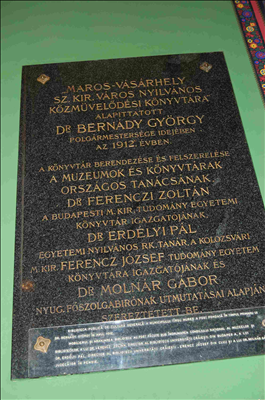 MAROS-VÁSÁRHELY
SZ. KIR. VÁROS NYILVÁNOS
KÖZMŰVELŐDÉSI KÖNYVTÁRA
ALAPITTATOTT
DR BERNÁDY GYÖRGY
POLGÁRMESTERSÉGE IDEJÉBEN
AZ 1912. ÉVBEN.
A KÖNYVTÁR BERENDEZÉSE ÉS FELSZERELÉSE
A MUZEUMOK ÉS KÖNYVTARAK
ORSZÁGOS TANÁCSÁNAK
DR FERENCZI ZOLTÁN
A BUDAPESTI M. KIR. TUDOMÁNY EGYETEMI
KÖNYVTÁR IGAZGATÓJÁNAK,
DR ERDÉLYI PÁL
EGYETEMI NYILVÁNOS RK. TANÁR, A KOLOZSVÁRI
M. KIR. FERENCZ JÓZSEF TUDOMÁNY EGYETEM
KÖNYVTÁRA IGAZGATÓJÁNAK ÉS
DR MOLNÁR GÁBOR
NYUG. FŐSZOLGABIRÓNAK UTMUTATÁSAI ALAPJÁN
SZEREZTETETT BE.